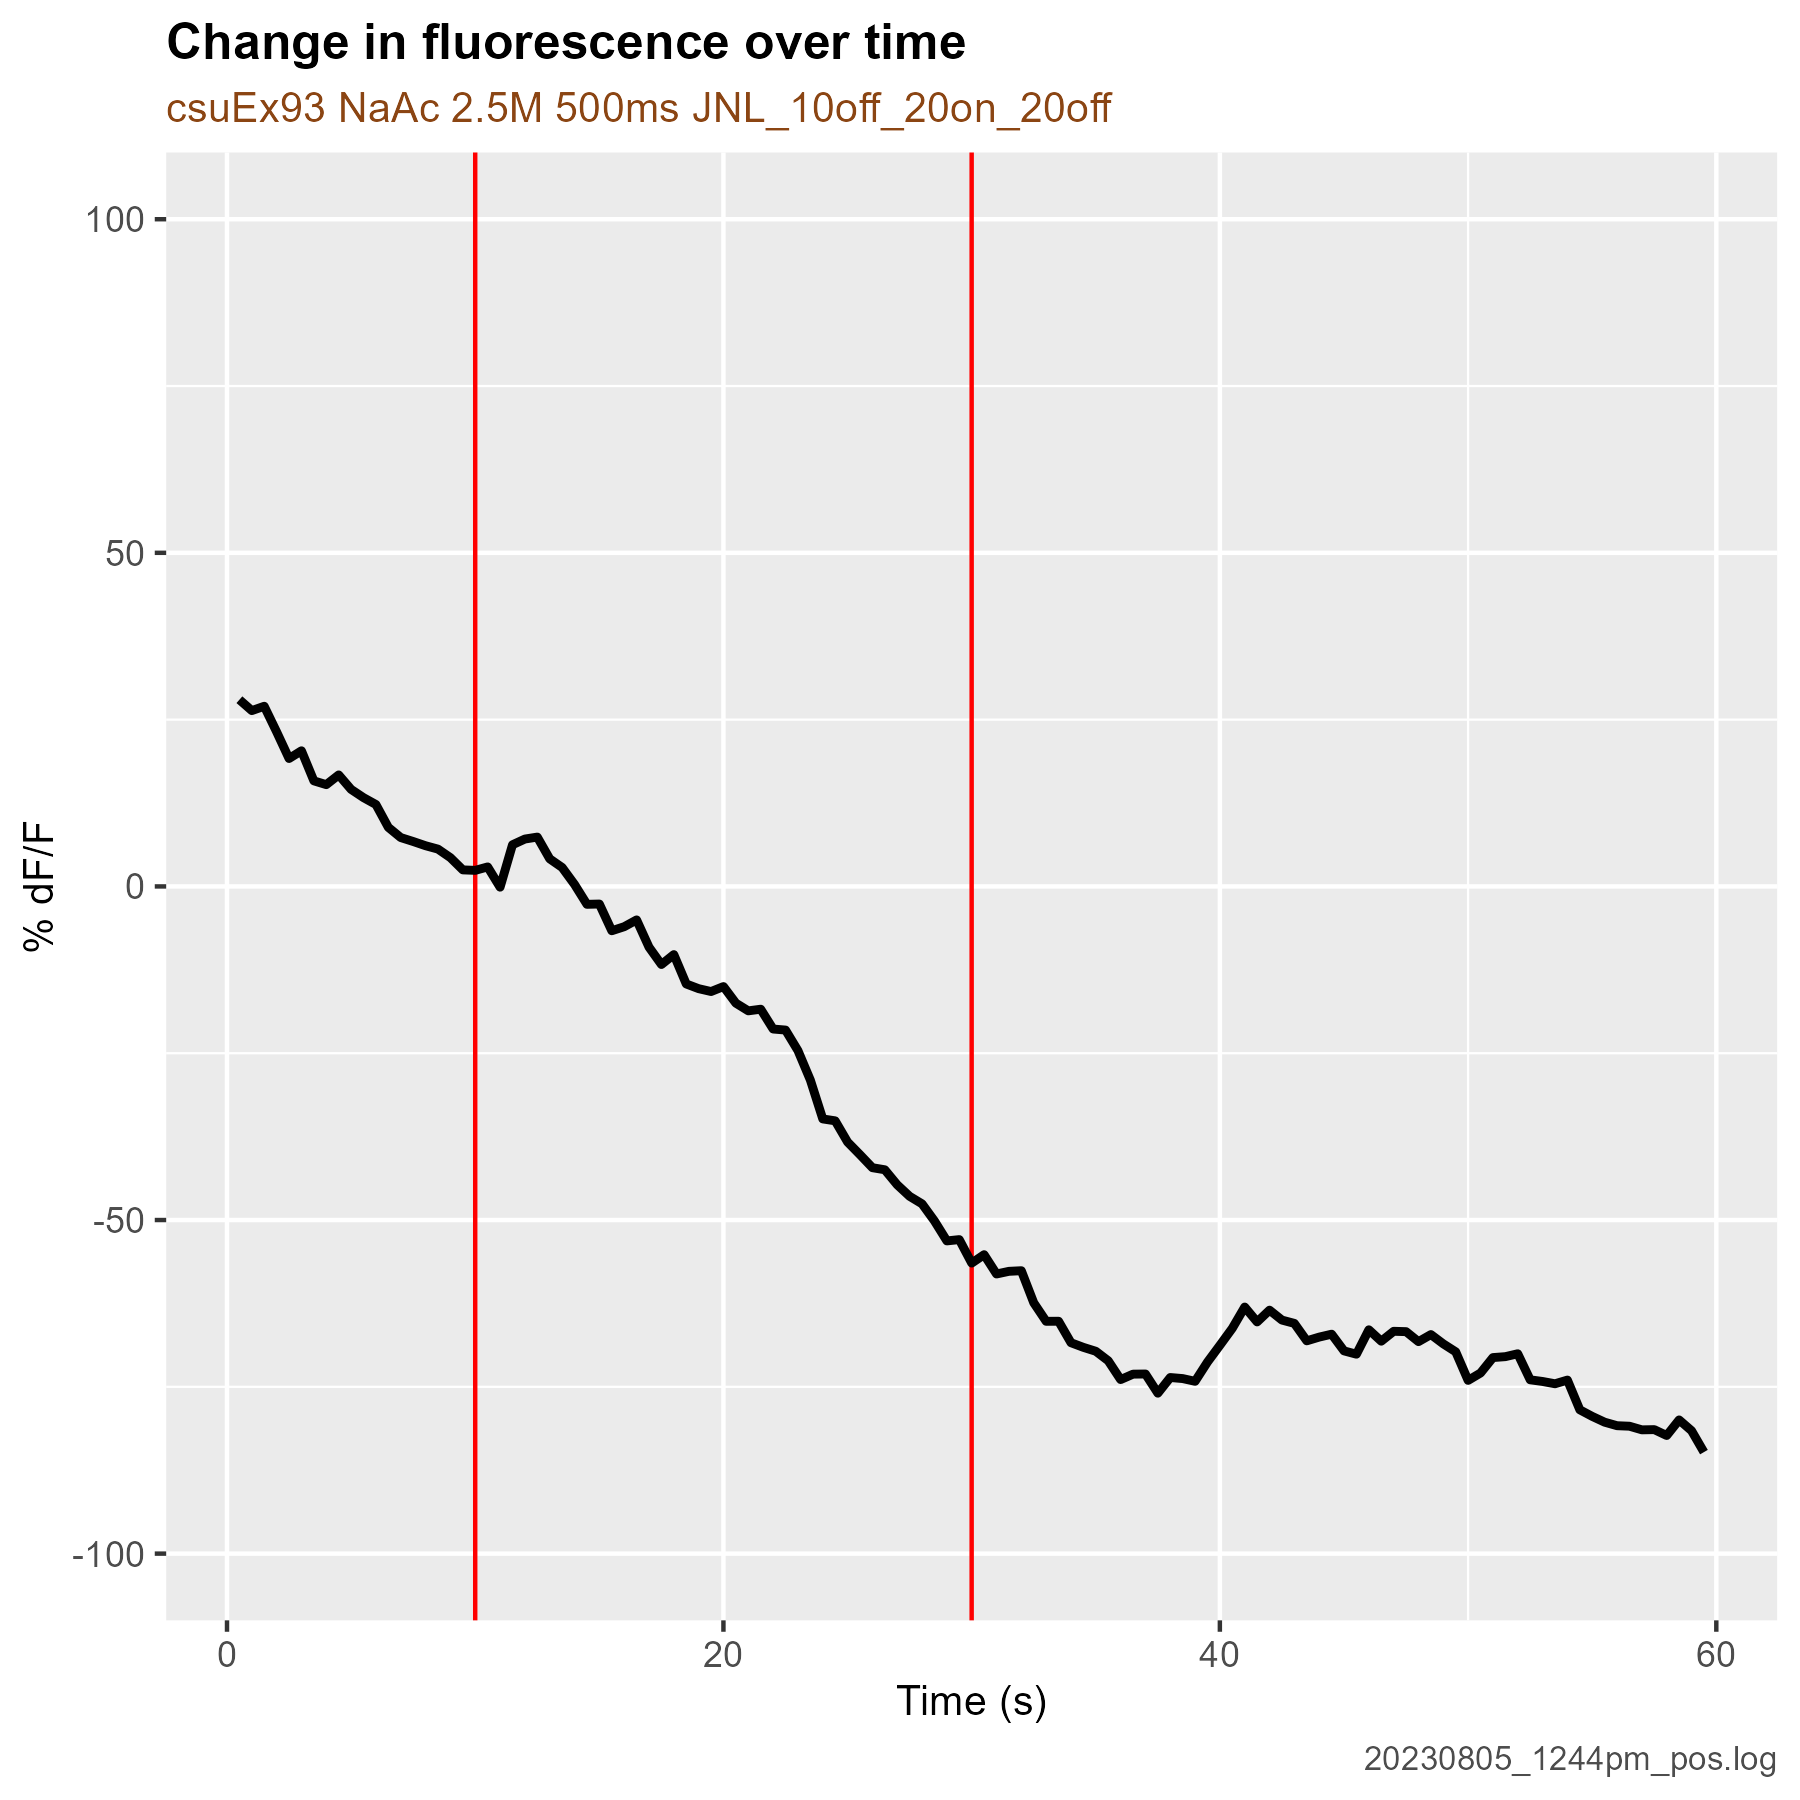 Change in fluorescence over time
csuEx93 NaAc 2.5M 500ms JNL_10off_20on_20off
100
50
0
-50
-100
% dF/F
0 20 40 60
Time (s)
20230805_1244pm_pos.log